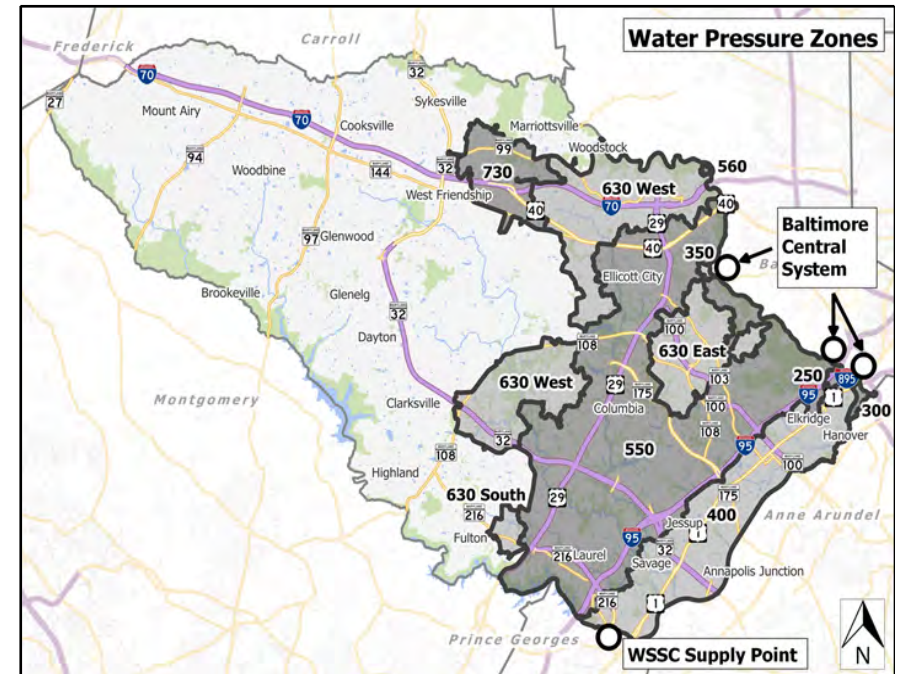 Water Pressure Zones
Carroll
Frederick
70
32
27
Sykesville
Mount Airy
70
Cooksville
Marriottsville
99
Woodstock
94
32
730
560
Woodbine
144
630 West
West Friendship
70
40
40
29
Baltimore
Central
System
97
Glenwood
40
350
Ba
Ellicott City
Brookeville
Glenelg
32
100
Dayton
108
630 East
250
895
630 West
29
175
103
95
1
300
Montgomery
Clarksville
Columbia
100
Elkridge
Hanover
32
108
550
95
108
100
Highland
175
630 South
29
400
Anne Arundel
216
Jessup
1
Fulton
95
32
216
Laurel
Savage
Annapolis Junction
216
1
Prince Georges
WSSC Supply Point
N